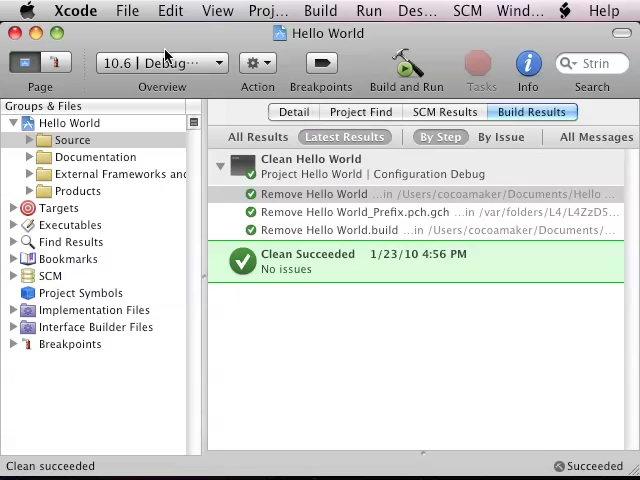 Xcode File Edit View Proj... Build Run Des... SCM Wind... Help
Hello World
10.6 | Debug··· Strin
Page Overview Action Breakpoints Build and Run Tasks Info Search
Groups & Files
Detail Project Find SCM Results Build Results
All Results Latest Results By Step By Issue All Messages
Hello World
Source
Documentation
External Frameworks and
Products
Targets
Executables
Find Results
Bookmarks
SCM
Project Symbols
Implementation Files
Interface Builder Files
Breakpoints
Clean Hello World
Project Hello World | Configuration Debug
Remove Hello World ...in /Users/cocoamaker/Documents/Hello ...
Remove Hello World_Prefix.pch.gch ...in /var/folders/L4/L4ZzD5...
Remove Hello World.build ...in /Users/cocoamaker/Documents/...
Clean Succeeded 1/23/10 4:56 PM
No issues
Clean succeeded Succeeded